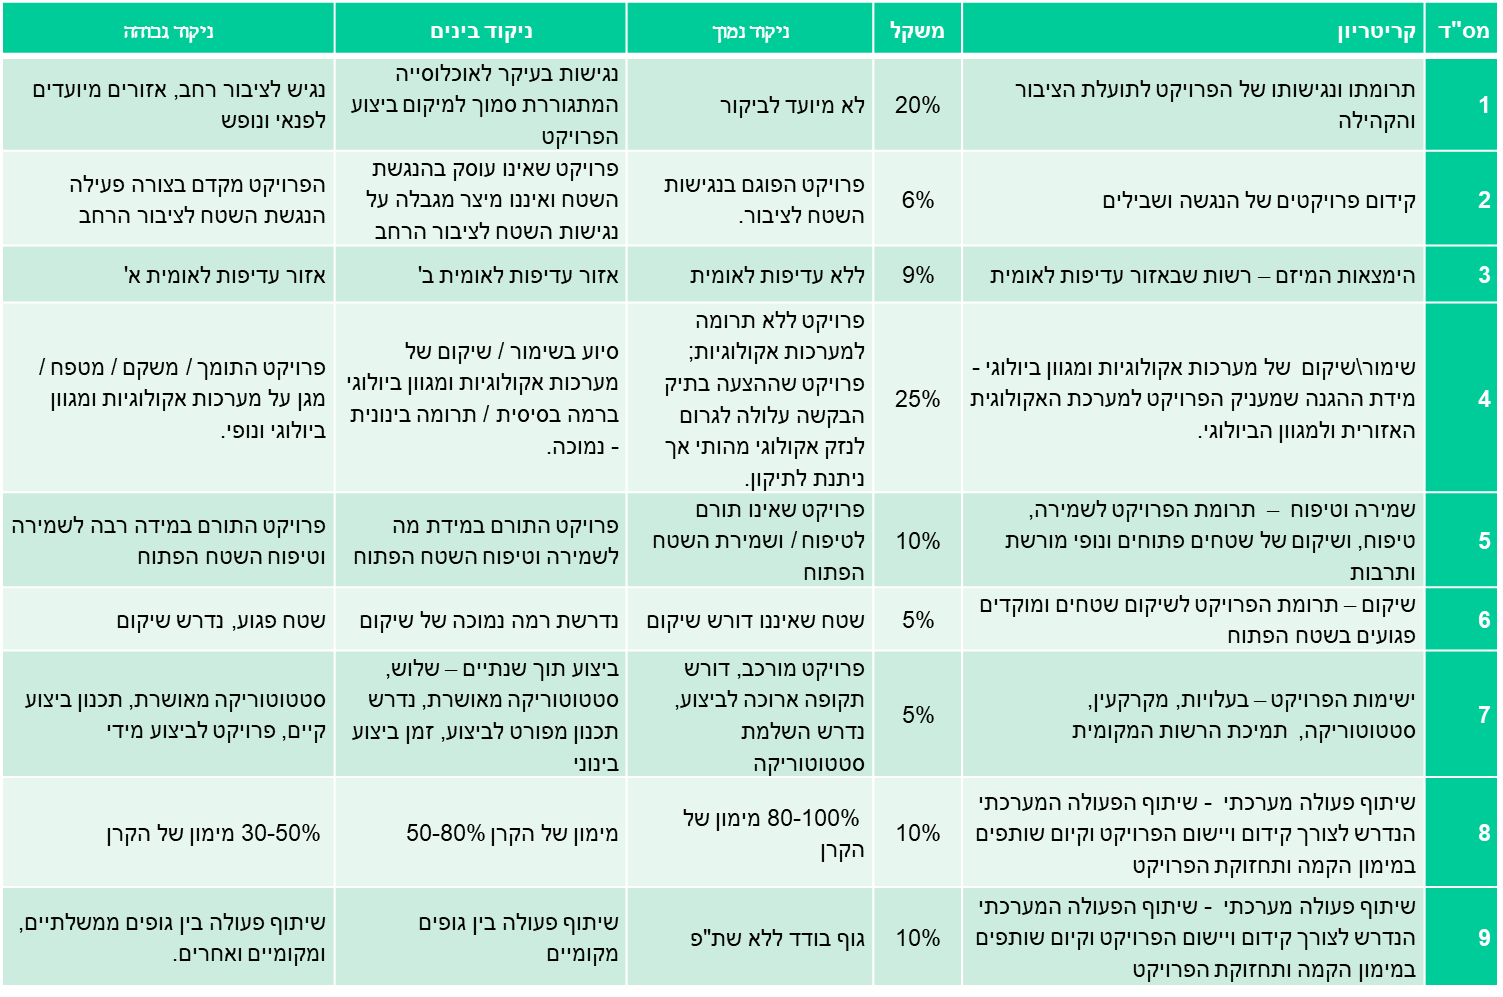 מס"ד
קריטריון
משקל
ניקוד נמוך
ניקוד בינים
ניקוד גבוהה
1
תרומתו ונגישותו של הפרויקט לתועלת הציבור
והקהילה
20%
לא מיועד לביקור
נגישות בעיקר לאוכלוסייה
המתגוררת סמוך למיקום ביצוע
הפרויקט
נגיש לציבור רחב, אזורים מיועדים
לפנאי ונופש
2
קידום פרויקטים של הנגשה ושבילים
6%
פרויקט הפוגם בנגישות
השטח לציבור.
פרויקט שאינו עוסק בהנגשת
השטח ואיננו מיצר מגבלה על
נגישות השטח לציבור הרחב
הפרויקט מקדם בצורה פעילה
הנגשת השטח לציבור הרחב
3
הימצאות המיזם – רשות שבאזור עדיפות לאומית
9%
ללא עדיפות לאומית
אזור עדיפות לאומית ב'
אזור עדיפות לאומית א'
4
שימור\שיקום של מערכות אקולוגיות ומגוון ביולוגי -
מידת ההגנה שמעניק הפרויקט למערכת האקולוגית
האזורית ולמגוון הביולוגי.
25%
פרויקט ללא תרומה
למערכות אקולוגיות;
פרויקט שההצעה בתיק
הבקשה עלולה לגרום
לנזק אקולוגי מהותי אך
ניתנת לתיקון.
סיוע בשימור / שיקום של
מערכות אקולוגיות ומגוון ביולוגי
ברמה בסיסית / תרומה בינונית
- נמוכה.
פרויקט התומך / משקם / מטפח /
מגן על מערכות אקולוגיות ומגוון
ביולוגי ונופי.
5
שמירה וטיפוח – תרומת הפרויקט לשמירה,
טיפוח, ושיקום של שטחים פתוחים ונופי מורשת
ותרבות
10%
פרויקט שאינו תורם
לטיפוח / ושמירת השטח
הפתוח
פרויקט התורם במידת מה
לשמירה וטיפוח השטח הפתוח
פרויקט התורם במידה רבה לשמירה
וטיפוח השטח הפתוח
6
שיקום – תרומת הפרויקט לשיקום שטחים ומוקדים
פגועים בשטח הפתוח
5%
שטח שאיננו דורש שיקום
נדרשת רמה נמוכה של שיקום
שטח פגוע, נדרש שיקום
7
ישימות הפרויקט – בעלויות, מקרקעין,
סטטוטוריקה, תמיכת הרשות המקומית
5%
פרויקט מורכב, דורש
תקופה ארוכה לביצוע,
נדרש השלמת
סטטוטוריקה
ביצוע תוך שנתיים – שלוש,
סטטוטוריקה מאושרת, נדרש
תכנון מפורט לביצוע, זמן ביצוע
בינוני
סטטוטוריקה מאושרת, תכנון ביצוע
קיים, פרויקט לביצוע מידי
8
שיתוף פעולה מערכתי - שיתוף הפעולה המערכתי
הנדרש לצורך קידום ויישום הפרויקט וקיום שותפים
במימון הקמה ותחזוקת הפרויקט
10%
80-100% מימון של
הקרן
מימון של הקרן 50-80%
30-50% מימון של הקרן
9
שיתוף פעולה מערכתי - שיתוף הפעולה המערכתי
הנדרש לצורך קידום ויישום הפרויקט וקיום שותפים
במימון הקמה ותחזוקת הפרויקט
10%
גוף בודד ללא שת"פ
שיתוף פעולה בין גופים
מקומיים
שיתוף פעולה בין גופים ממשלתיים,
ומקומיים ואחרים.